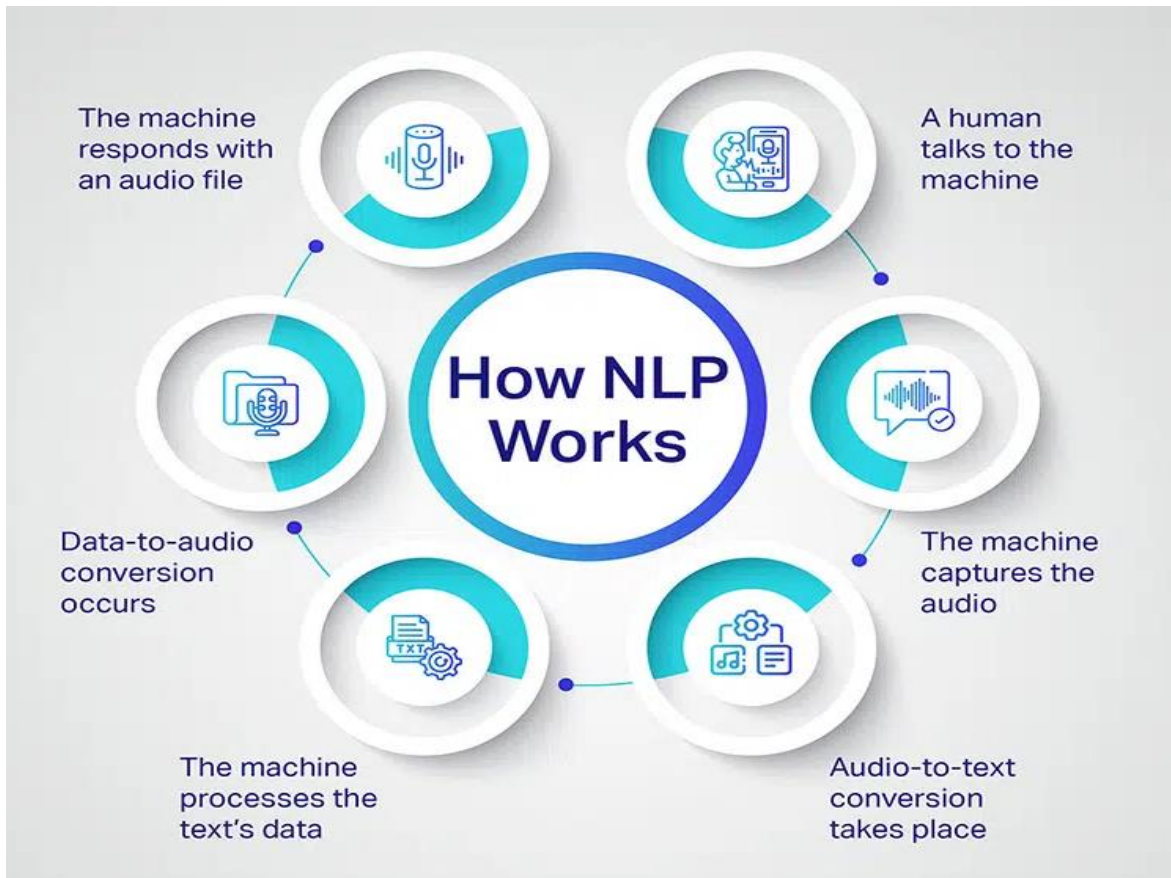 The machine
responds with
an audio file
A human
talks to the
machine
How NLP
Works
Data-to-audio
conversion
occurs
The machine
captures the
audio
TXT
The machine
processes the
text's data
Audio-to-text
conversion
takes place